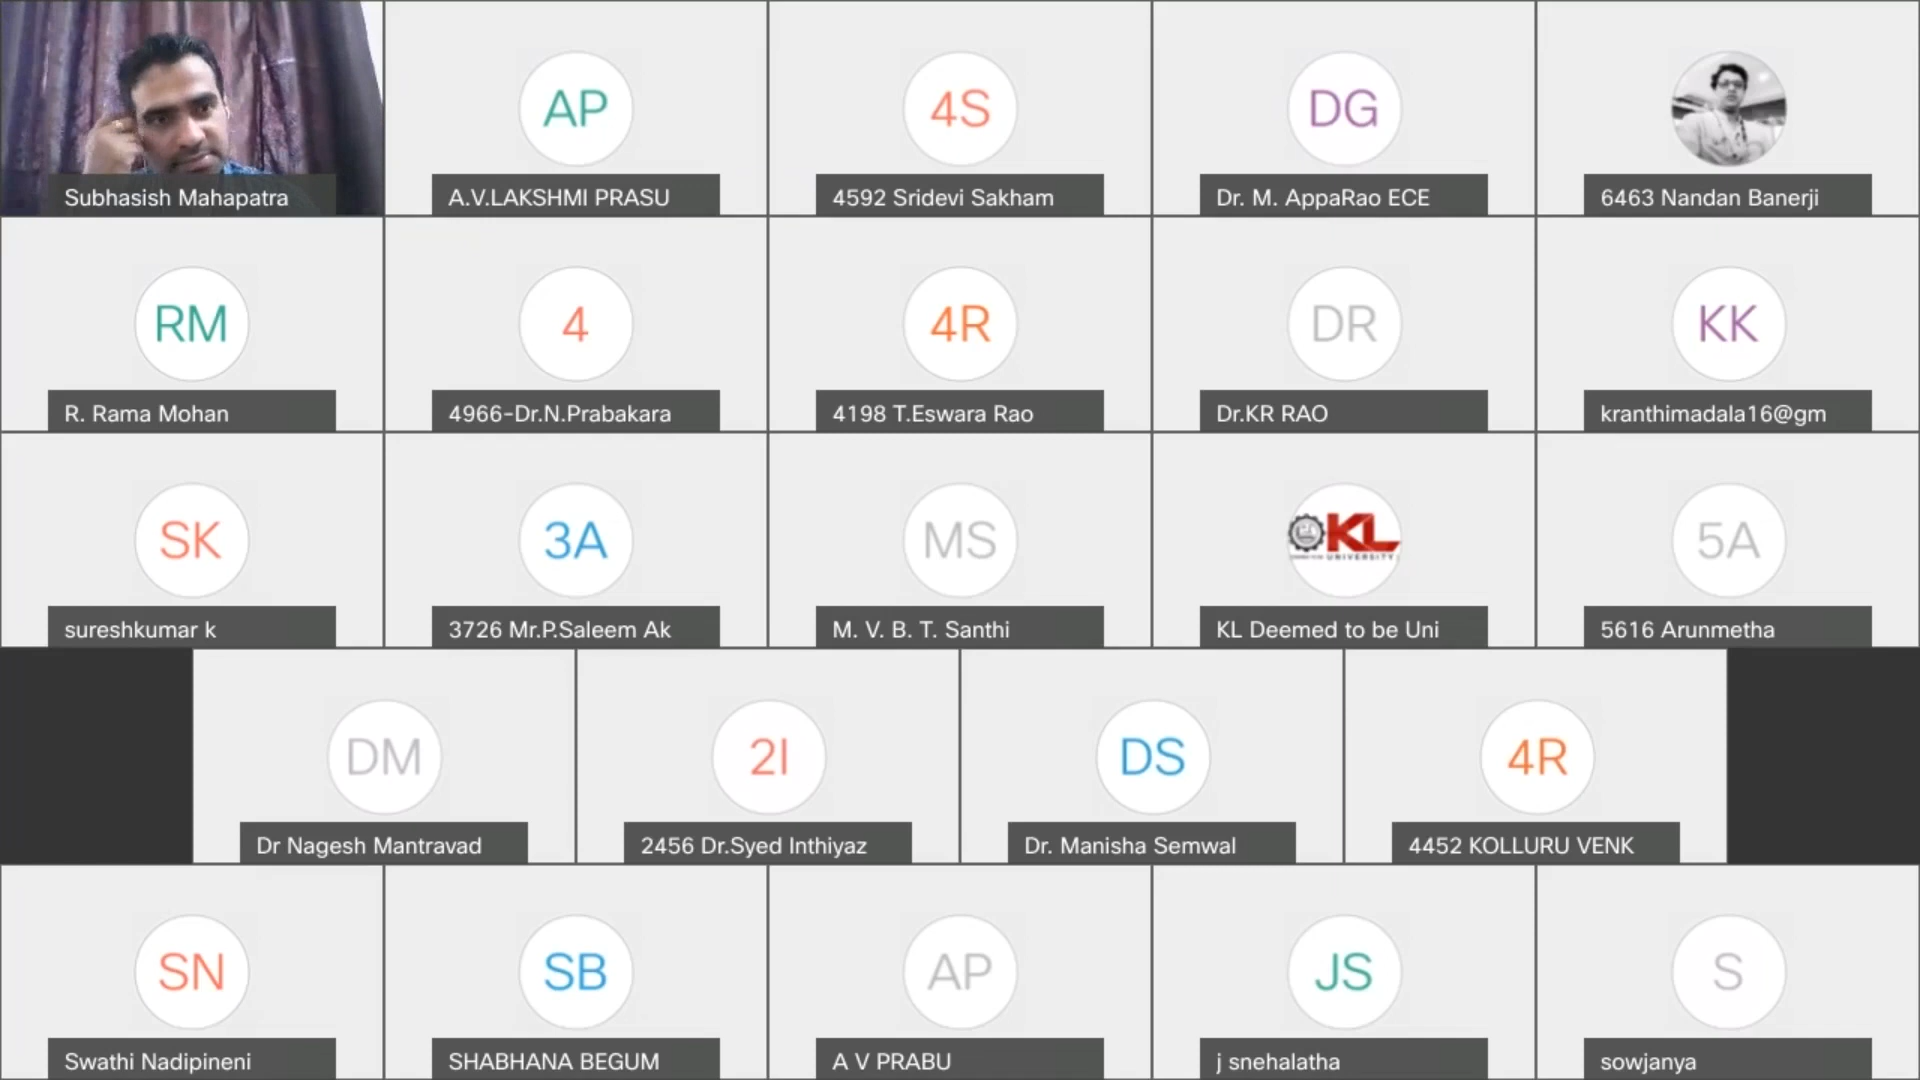 Subhasish Mahapatra
AP
A.V.LAKSHMI PRASU
4S
4592 Sridevi Sakham
DG
Dr. M. AppaRao ECE
6463 Nandan Banerji
RM
R. Rama Mohan
4
4966-Dr.N.Prabakara
4R
4198 T.Eswara Rao
DR
Dr.KR RAO
KK
kranthimadala16@gm
SK
sureshkumar k
3A
3726 Mr.P.Saleem Ak
MS
M. V. B. T. Santhi
KL
UNIVERSITY
KL Deemed to be Uni
5A
5616 Arunmetha
DM
Dr Nagesh Mantravad
2I
2456 Dr.Syed Inthiyaz
DS
Dr. Manisha Semwal
4R
4452 KOLLURU VENK
SN
Swathi Nadipineni
SB
SHABHANA BEGUM
AP
A V PRABU
JS
j snehalatha
S
sowjanya